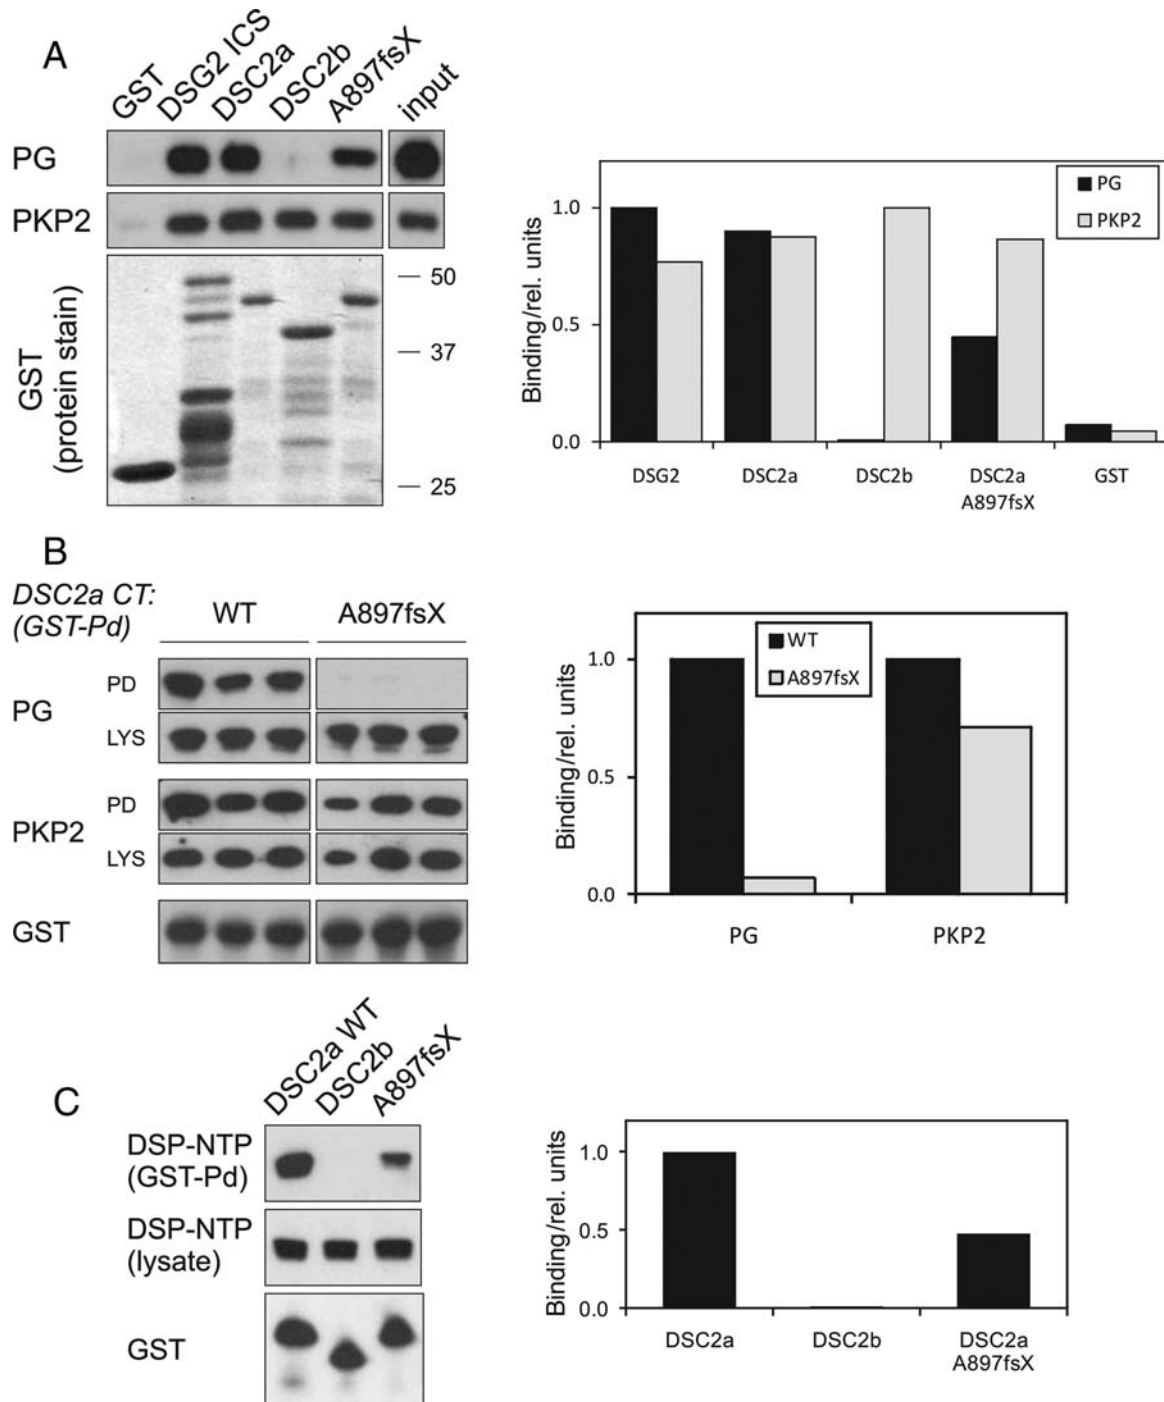 A
GST
DSG2 ICS
DSC2a
DSC2b
A897fsX
input
PG
PKP2
GST
(protein stain)
50
37
25
Binding/rel. units
1.0
0.5
0.0
PG
PKP2
DSG2
DSC2a
DSC2b
DSC2a
A897fsX
GST
B
DSC2a CT:
(GST-Pd)
WT
A897fsX
PG
PD
LYS
PKP2
PD
LYS
GST
Binding/rel. units
1.0
0.5
0.0
WT
A897fsX
PG
PKP2
C
DSC2a WT
DSC2b
A897fsX
DSP-NTP
(GST-Pd)
DSP-NTP
(lysate)
GST
Binding/rel. units
1.0
0.5
0.0
DSC2a
DSC2b
DSC2a
A897fsX